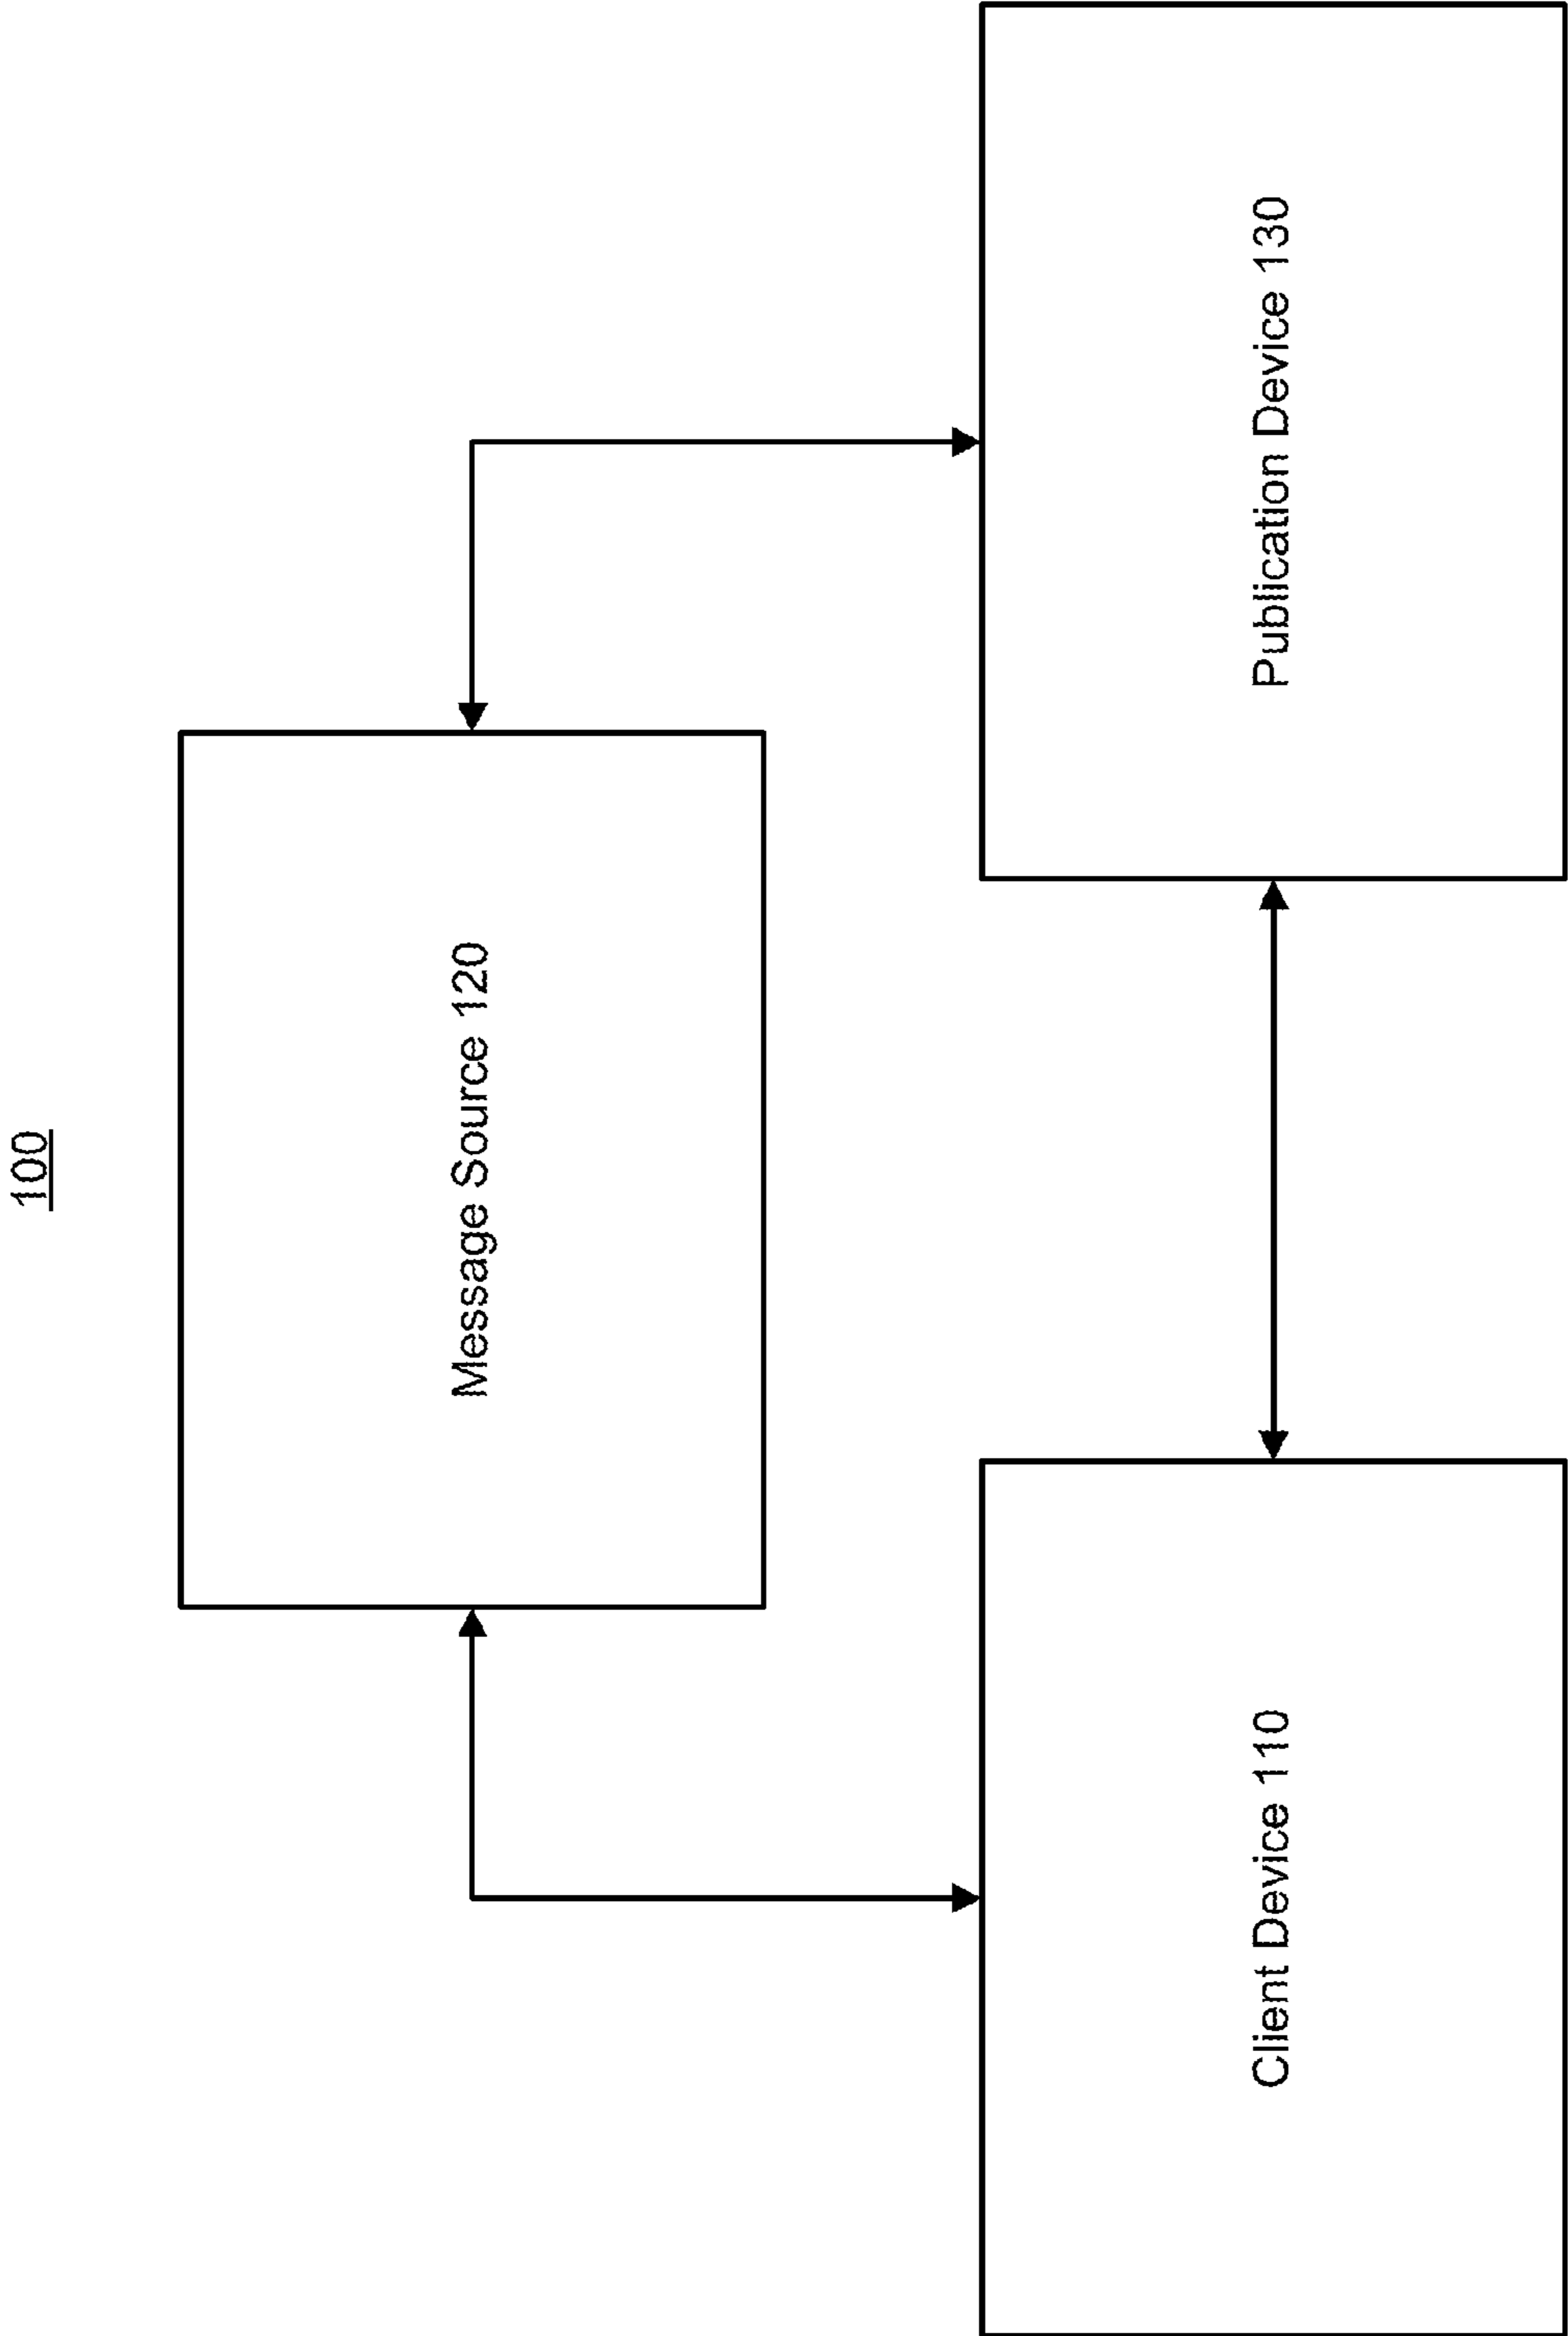 100
Message Source 120
Client Device 110
Publication Device 130